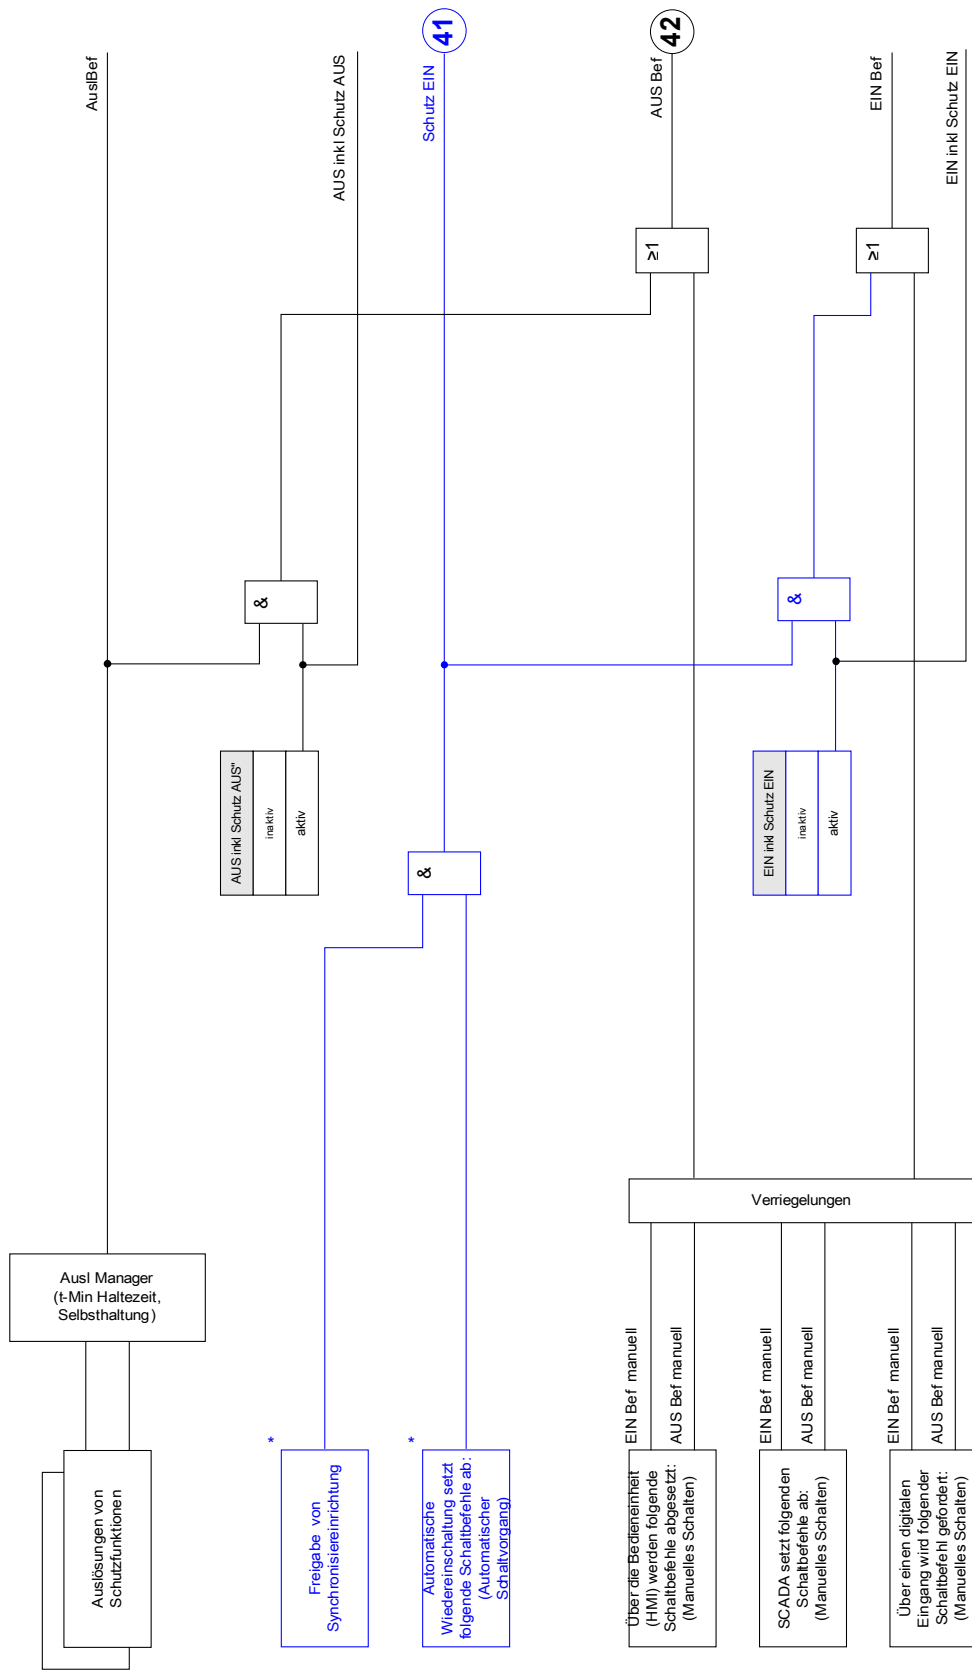 AuslBef
AUS inkl Schutz AUS
Schutz EIN
41
AUS Bef
42
EIN Bef
EIN inkl Schutz EIN
≥1
≥1
&
&
&
AUS inkl Schutz AUS"
inaktiv
aktiv
EIN inkl Schutz EIN
inaktiv
aktiv
Verriegelungen
Ausl Manager
(t-Min Haltezeit,
Selbsthaltung)
Auslösungen von
Schutzfunktionen
*
Freigabe von
Synchronisiereinrichtung
*
Automatische
Wiedereinschaltung setzt
folgende Schaltbefehle ab:
(Automatischer
Schaltvorgang)
EIN Bef manuell
AUS Bef manuell
Über die Bedieneinheit
(HMI) werden folgende
Schaltbefehle abgesetzt:
(Manuelles Schalten)
EIN Bef manuell
AUS Bef manuell
SCADA setzt folgenden
Schaltbefehle ab:
(Manuelles Schalten)
EIN Bef manuell
AUS Bef manuell
Über einen digitalen
Eingang wird folgender
Schaltbefehl gefordert:
(Manuelles Schalten)